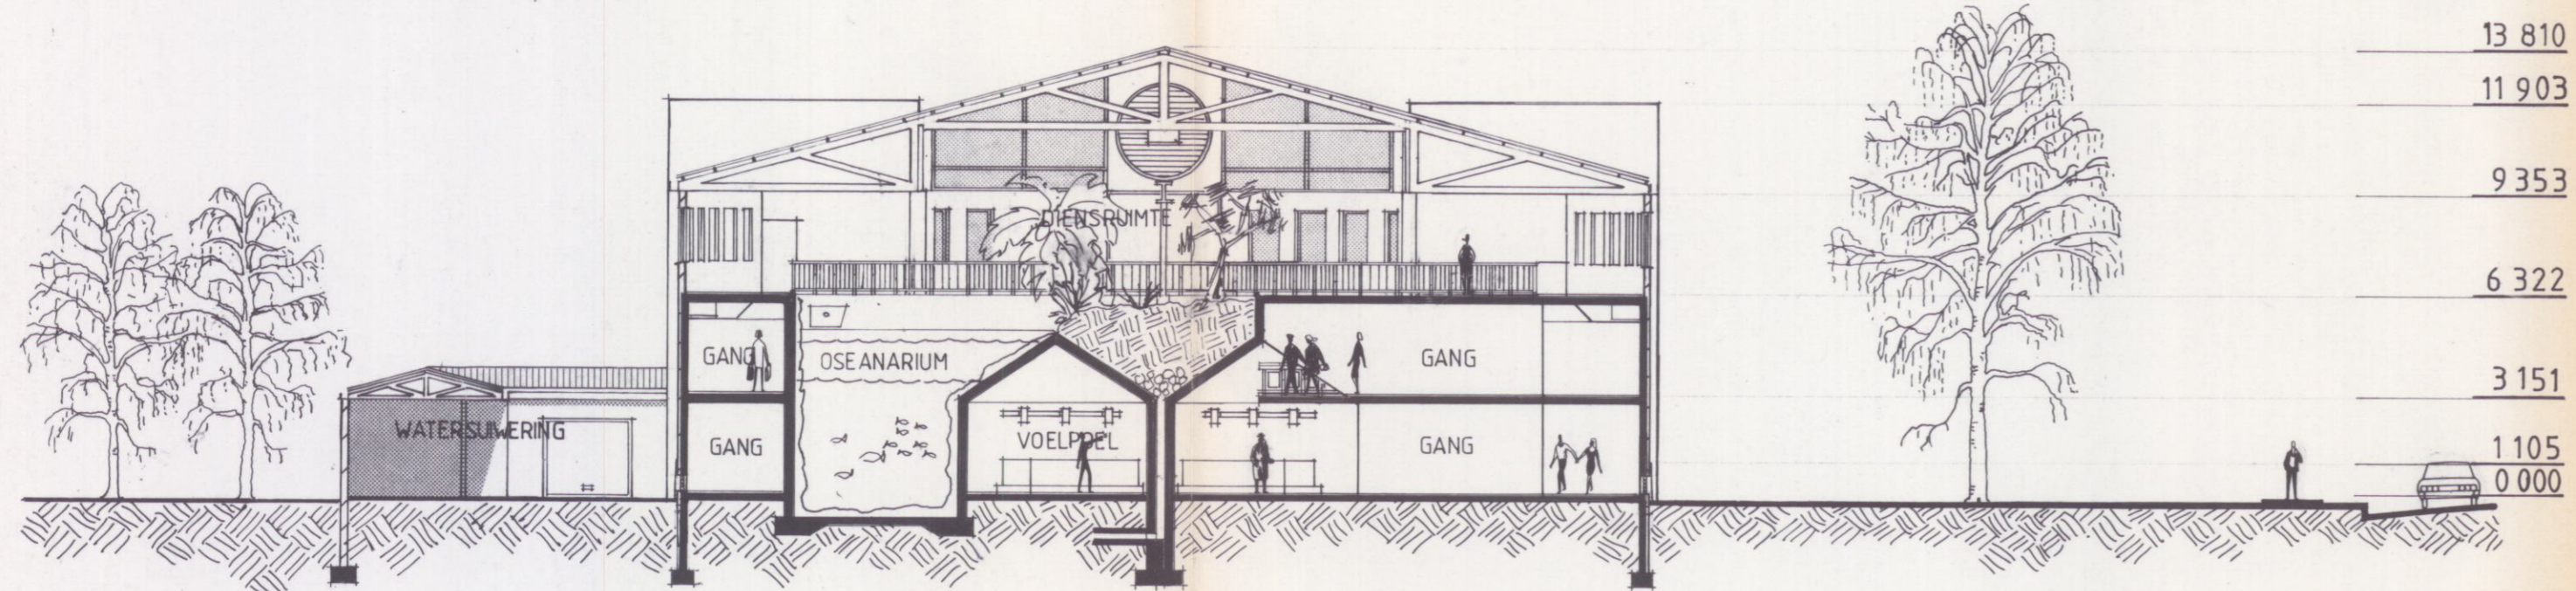 13 810
11 903
9 353
DIENSRUIMTE
6 322
GANG
OSEANARIUM
GANG
3 151
WATERSUIWERING
GANG
VOELPOEL
GANG
1 105
0 000